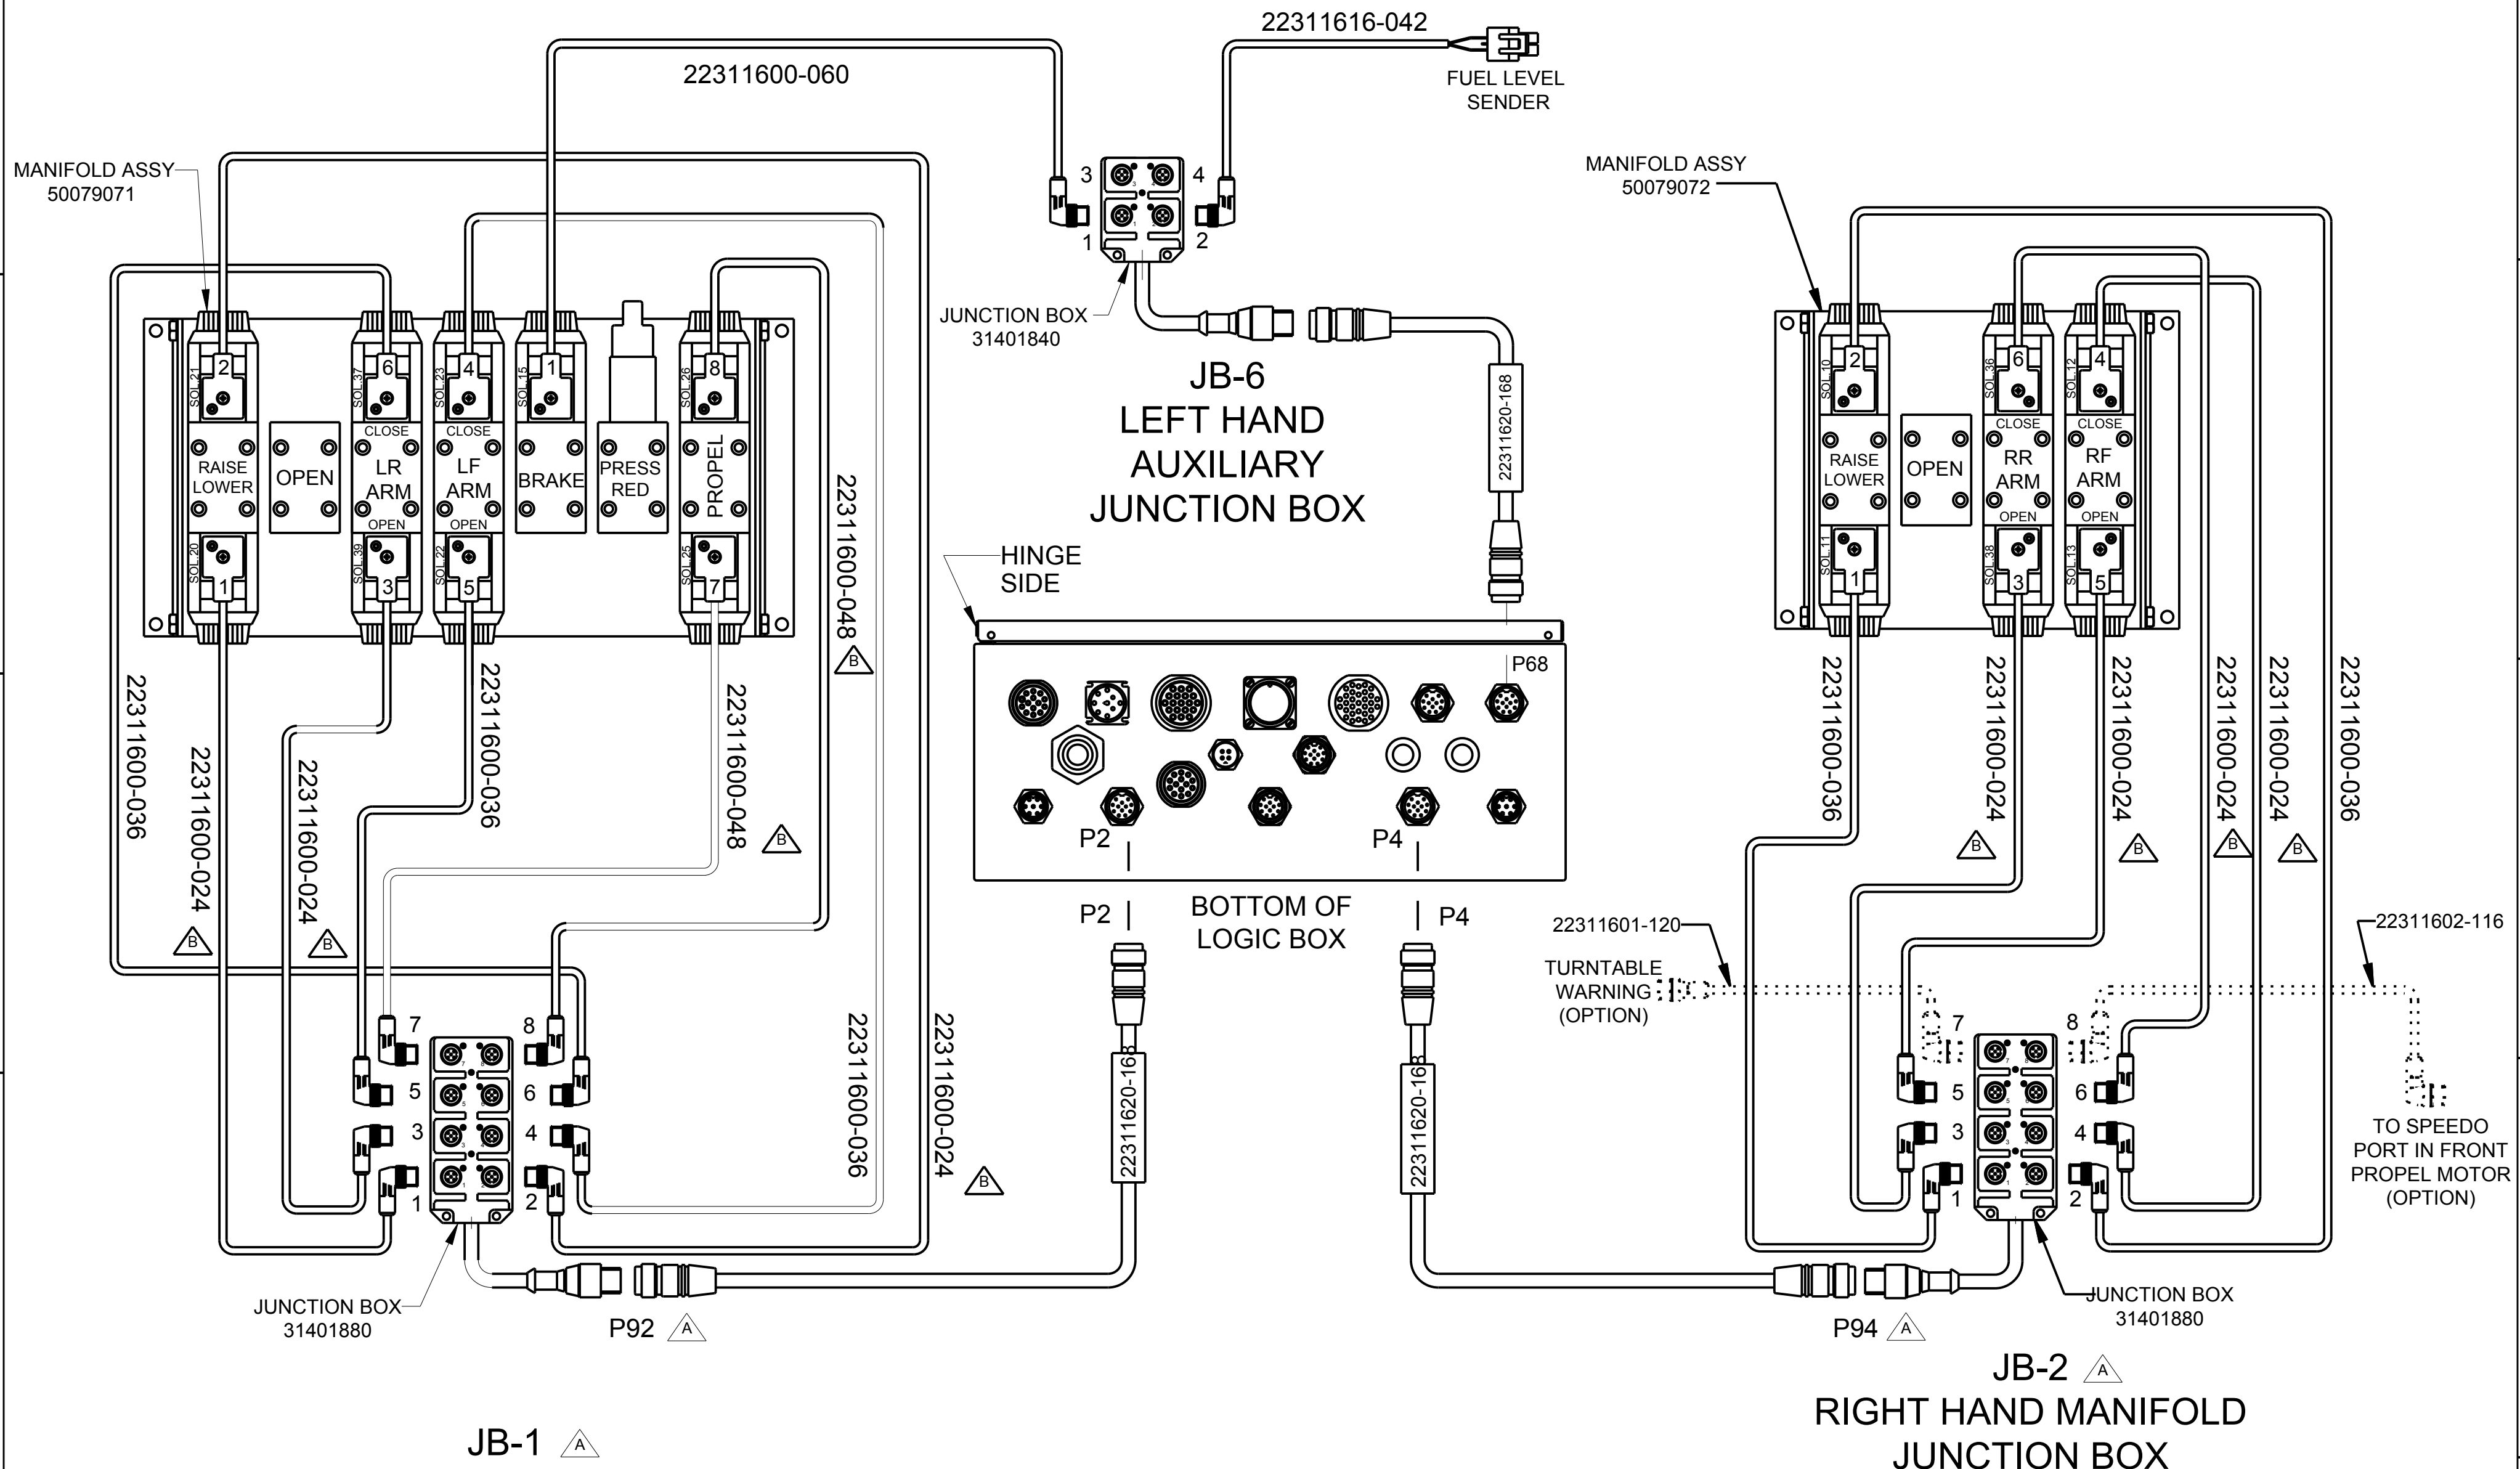 22311616-042
22311600-060
FUEL LEVEL
SENDER
MANIFOLD ASSY
50079071
3
4
1
2
JUNCTION BOX
31401840
JB-6
LEFT HAND
AUXILIARY
JUNCTION BOX
22311620-168
MANIFOLD ASSY
50079072
SOL.21
2
SOL.37
6
SOL.23
4
SOL.15
1
SOL.26
8
RAISE
LOWER
OPEN
CLOSE
LR
ARM
OPEN
CLOSE
LF
ARM
OPEN
BRAKE
PRESS
RED
PROPEL
SOL.20
1
SOL.39
3
SOL.22
5
SOL.25
7
SOL.10
2
SOL.36
6
SOL.12
4
RAISE
LOWER
OPEN
CLOSE
RR
ARM
OPEN
CLOSE
RF
ARM
OPEN
SOL.11
1
SOL.38
3
SOL.13
5
22311600-048
B
22311600-036
22311600-024
B
22311600-024
B
22311600-036
22311600-048
B
22311600-036
22311600-024
B
HINGE
SIDE
P68
P2
P4
P2
P4
BOTTOM OF
LOGIC BOX
22311600-036
22311600-024
B
22311600-024
B
22311600-024
B
22311600-024
B
22311600-036
22311601-120
TURNTABLE
WARNING
(OPTION)
22311602-116
TO SPEEDO
PORT IN FRONT
PROPEL MOTOR
(OPTION)
7
8
5
6
3
4
1
2
7
8
5
6
3
4
1
2
22311620-168
22311620-168
JUNCTION BOX
31401880
P92 A
P94 A
JUNCTION BOX
31401880
JB-1 A
JB-2 A
RIGHT HAND MANIFOLD
JUNCTION BOX